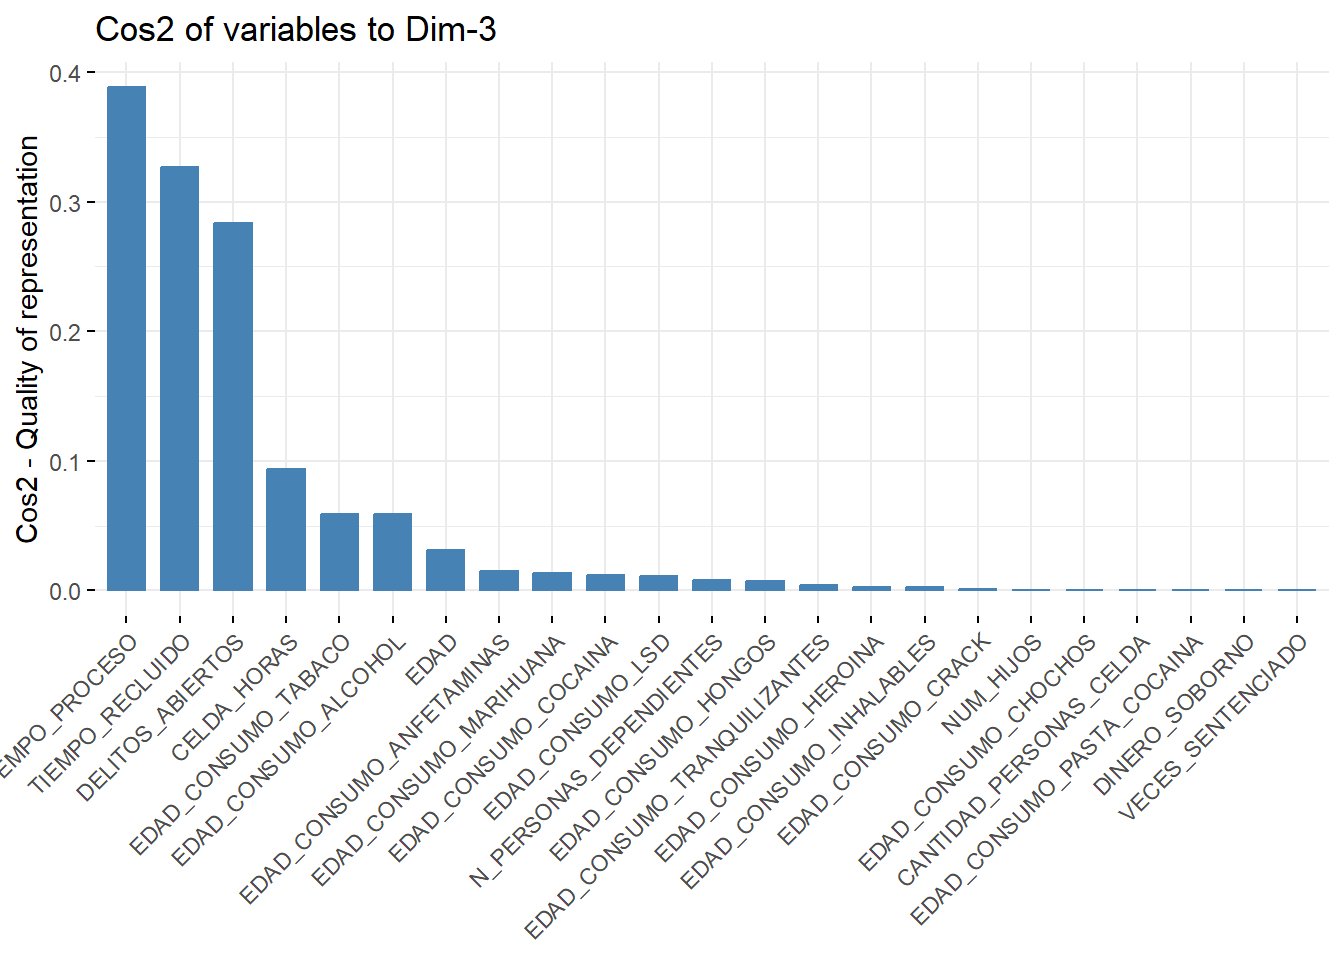 Cos2 of variables to Dim-3
Cos2 - Quality of representation
0.4
0.3
0.2
0.1
0.0
EMPO_PROCESO
TIEMPO_RECLUIDO
DELITOS_ABIERTOS
CELDA_HORAS
EDAD_CONSUMO_TABACO
EDAD_CONSUMO_ALCOHOL
EDAD
EDAD_CONSUMO_ANFETAMINAS
EDAD_CONSUMO_MARIHUANA
EDAD_CONSUMO_COCAINA
EDAD_CONSUMO_LSD
N_PERSONAS_DEPENDIENTES
EDAD_CONSUMO_HONGOS
EDAD_CONSUMO_TRANQUILIZANTES
EDAD_CONSUMO_HEROINA
EDAD_CONSUMO_INHALABLES
EDAD_CONSUMO_CRACK
NUM_HIJOS
EDAD_CONSUMO_CHOCHOS
CANTIDAD_PERSONAS_CELDA
EDAD_CONSUMO_PASTA_COCAINA
DINERO_SOBORNO
VECES_SENTENCIADO